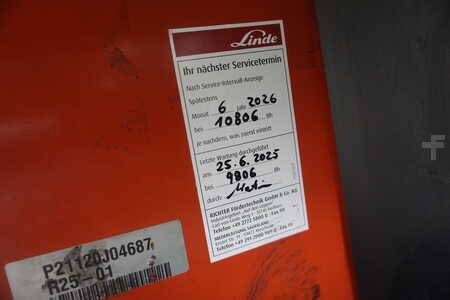 Linde
Ihr nächster Servicetermin
Nach Service-Intervall-Anzeige
Spätestens
Monat 6 Jahr 2026
bei 10806 Bh
Je nachdem, was zuerst eintritt
Letzte Wartung durchgeführt
am: 25.6.2025
bei 9806 Bh
durch:
RICHTER Fördertechnik GmbH & Co. KG
P21120J04687
R25-01
f